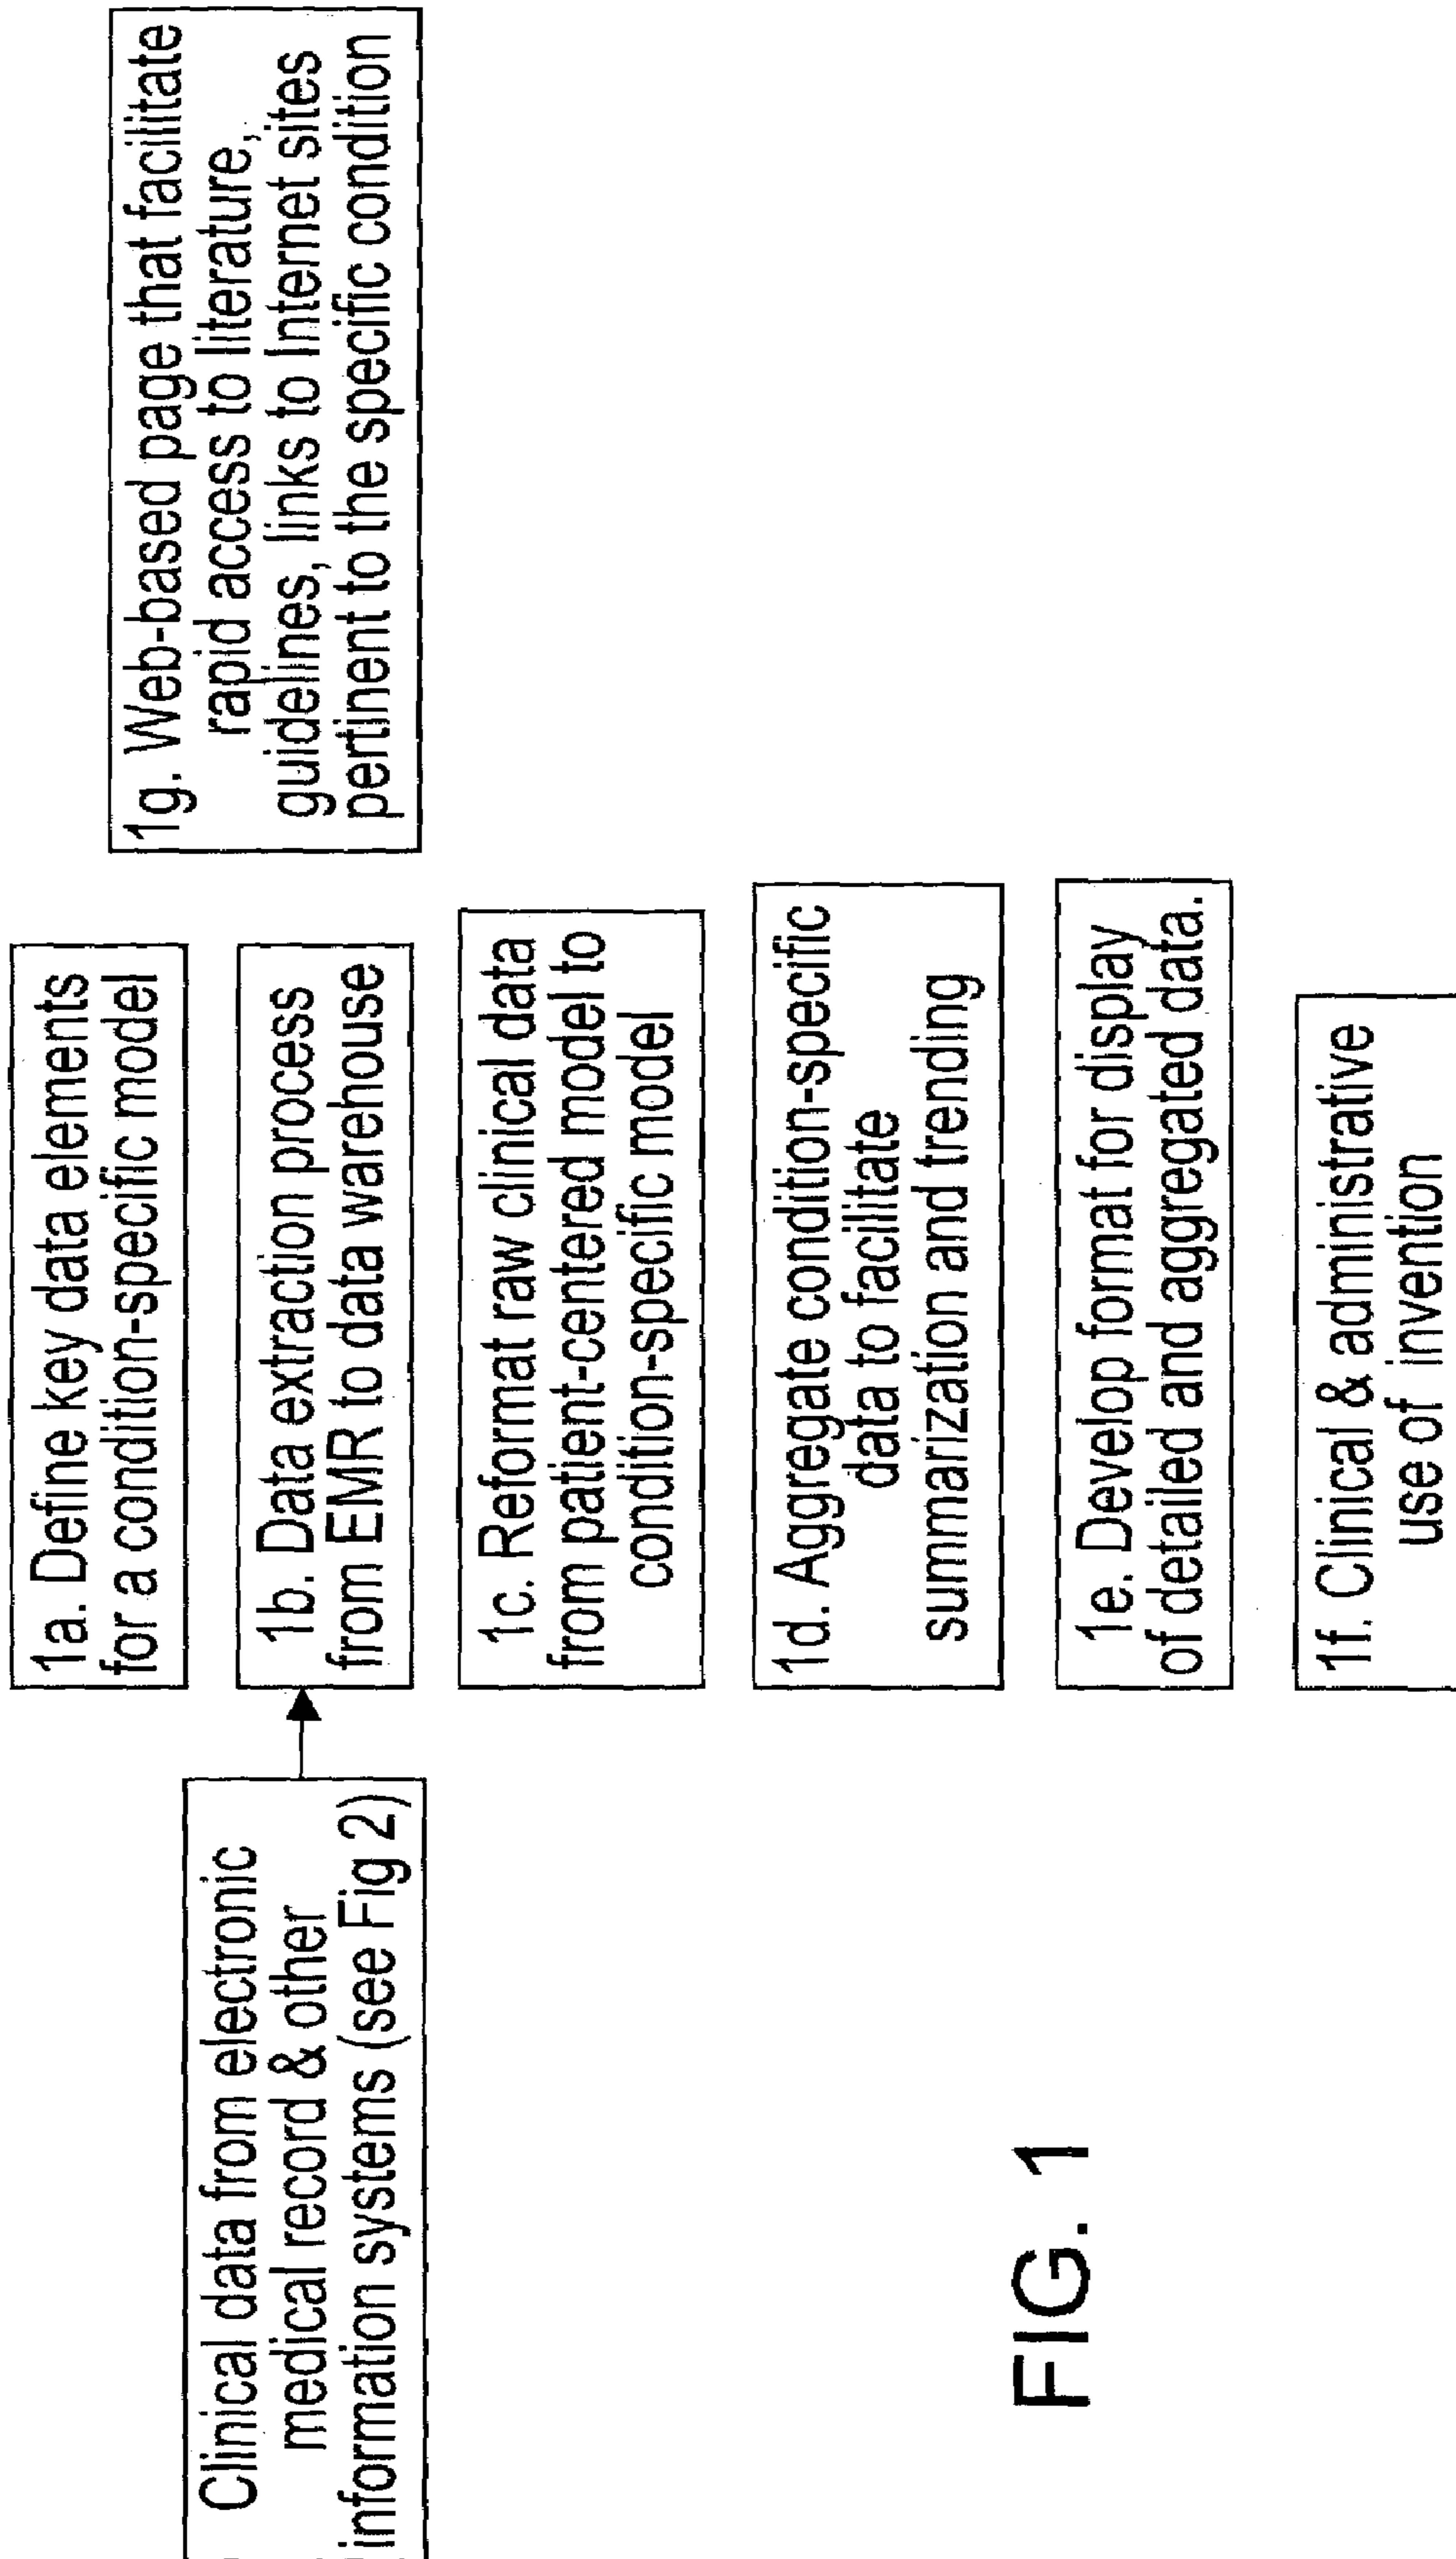 1a. Define key data elements
for a condition-specific model
Clinical data from electronic
medical record & other
information systems (see Fig 2)
1b. Data extraction process
from EMR to data warehouse
1g. Web-based page that facilitate
rapid access to literature,
guidelines, links to Internet sites
pertinent to the specific condition
1c. Reformat raw clinical data
from patient-centered model to
condition-specific model
1d. Aggregate condition-specific
data to facilitate
summarization and trending
1e. Develop format for display
of detailed and aggregated data.
1f. Clinical & administrative
use of invention
FIG. 1